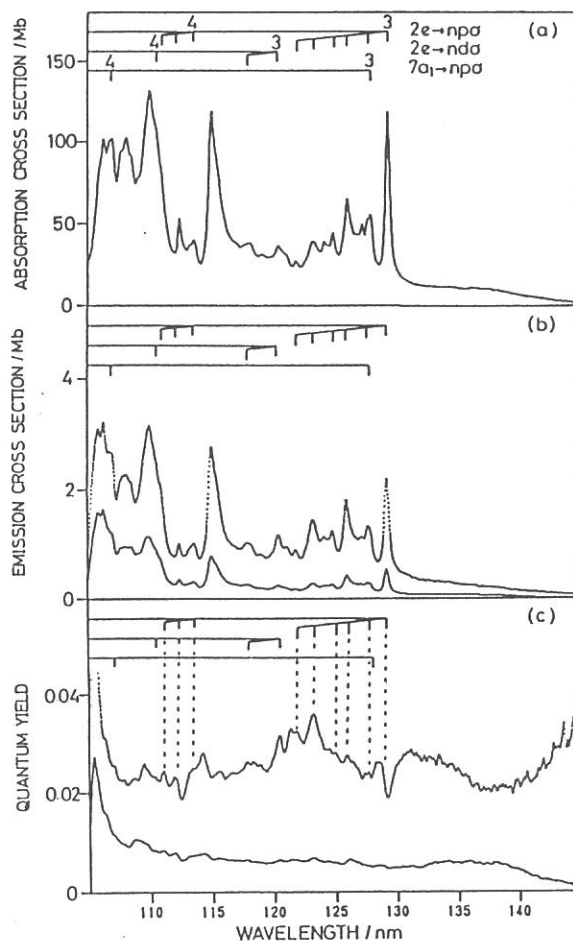 4 3 2e→npσ (a)
4 3 2e→ndσ
4 3 7a₁→npσ
ABSORPTION CROSS SECTION /Mb
150
100
50
0
(b)
EMISSION CROSS SECTION /Mb
4
2
0
(c)
QUANTUM YIELD
0.04
0.02
0
110 115 120 125 130 135 140
WAVELENGTH / nm